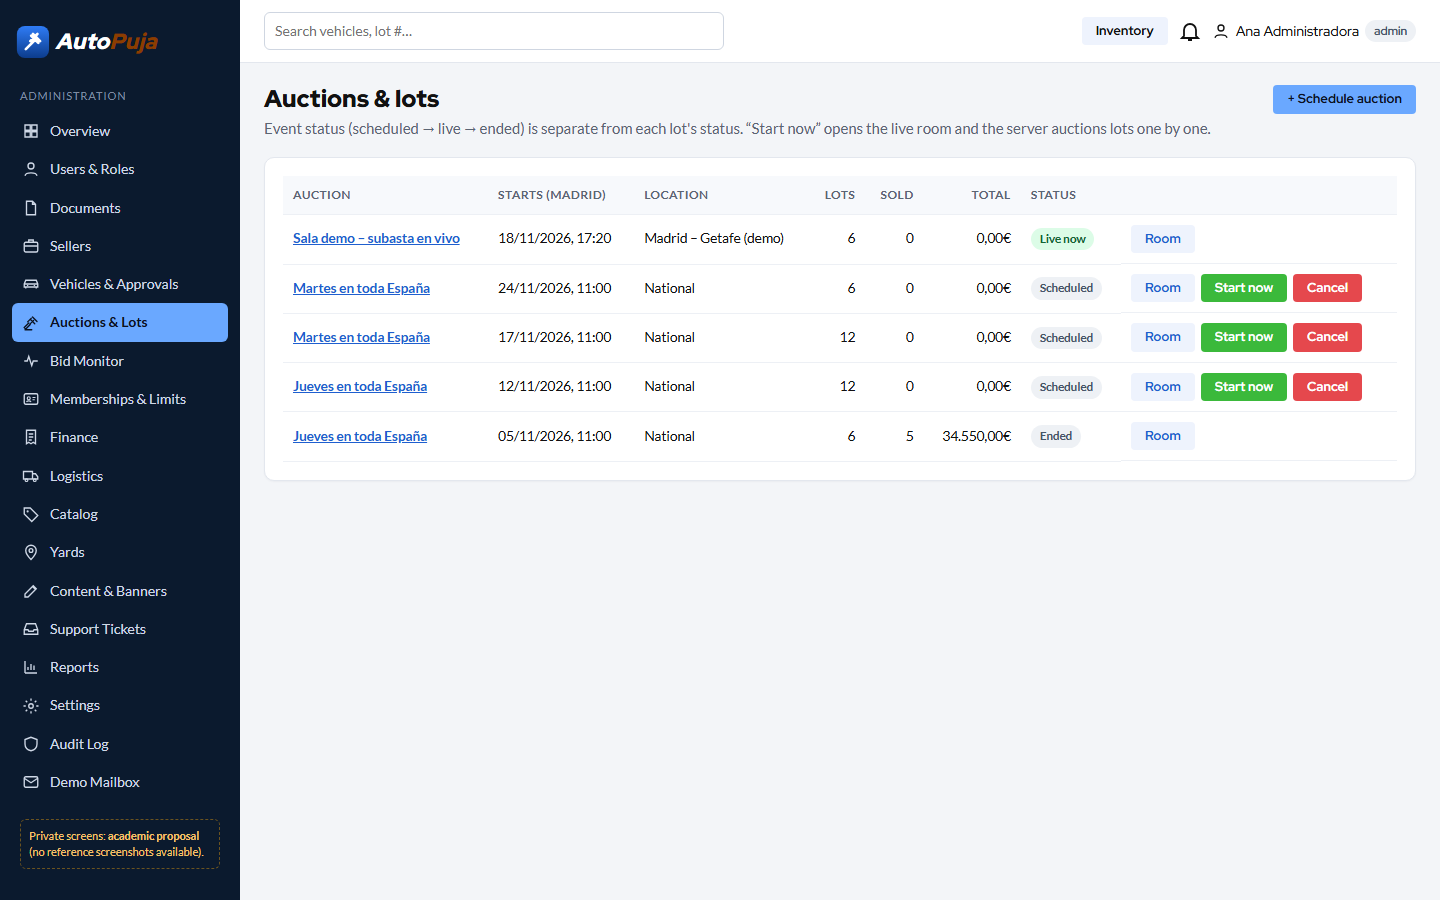 AutoPuja
Search vehicles, lot #...
Inventory
Ana Administradora admin
ADMINISTRATION
Overview
Users & Roles
Documents
Sellers
Vehicles & Approvals
Auctions & Lots
Bid Monitor
Memberships & Limits
Finance
Logistics
Catalog
Yards
Content & Banners
Support Tickets
Reports
Settings
Audit Log
Demo Mailbox
Private screens: academic proposal
(no reference screenshots available).
Auctions & lots
+ Schedule auction
Event status (scheduled → live → ended) is separate from each lot's status. “Start now” opens the live room and the server auctions lots one by one.
AUCTION STARTS (MADRID) LOCATION LOTS SOLD TOTAL STATUS
Sala demo – subasta en vivo 18/11/2026, 17:20 Madrid – Getafe (demo) 6 0 0,00€ Live now Room
Martes en toda España 24/11/2026, 11:00 National 6 0 0,00€ Scheduled Room Start now Cancel
Martes en toda España 17/11/2026, 11:00 National 12 0 0,00€ Scheduled Room Start now Cancel
Jueves en toda España 12/11/2026, 11:00 National 12 0 0,00€ Scheduled Room Start now Cancel
Jueves en toda España 05/11/2026, 11:00 National 6 5 34.550,00€ Ended Room